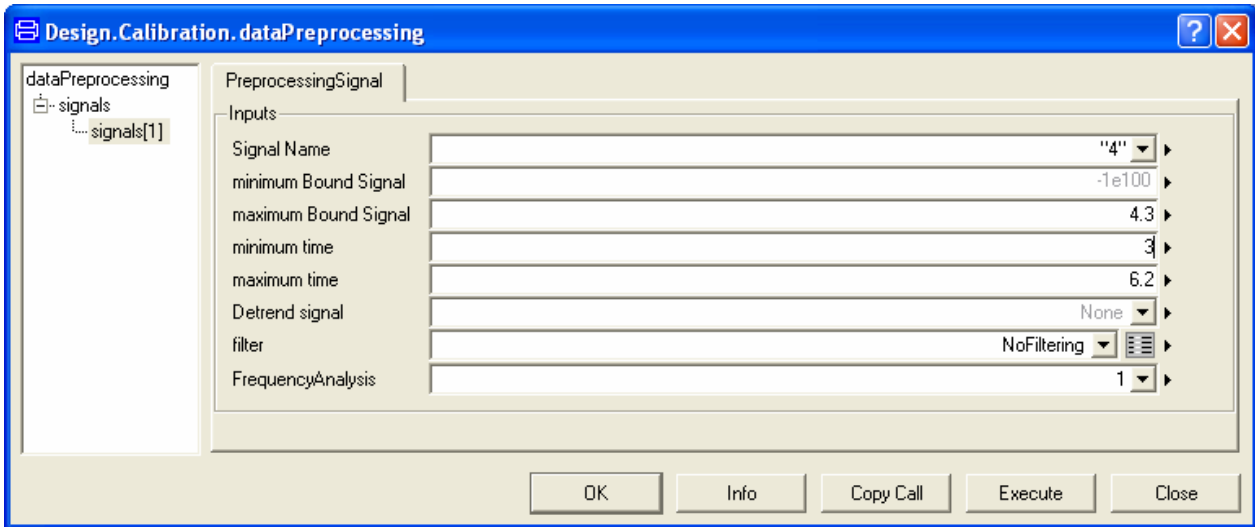 Design.Calibration.dataPreprocessing
dataPreprocessing
signals
signals[1]
PreprocessingSignal
Inputs
Signal Name "4"
minimum Bound Signal -1e100
maximum Bound Signal 4.3
minimum time 3
maximum time 6.2
Detrend signal None
filter NoFiltering
FrequencyAnalysis 1
OK Info Copy Call Execute Close